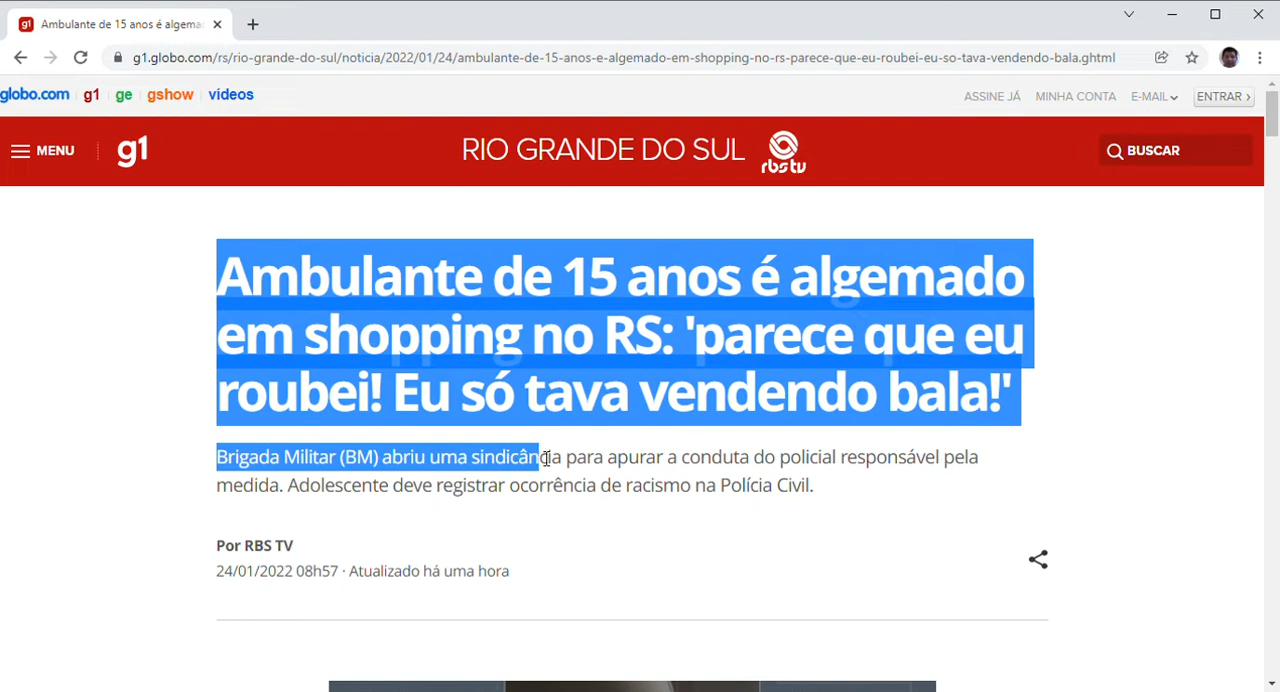 Ambulante de 15 anos é algema
g1.globo.com/rs/rio-grande-do-sul/noticia/2022/01/24/ambulante-de-15-anos-e-algemado-em-shopping-no-rs-parece-que-eu-roubei-eu-so-tava-vendendo-bala.ghtml
globo.com g1 ge gshow vídeos ASSINE JÁ MINHA CONTA E-MAIL ENTRAR ›
MENU g1 RIO GRANDE DO SUL rbs tv BUSCAR
Ambulante de 15 anos é algemado
em shopping no RS: 'parece que eu
roubei! Eu só tava vendendo bala!'
Brigada Militar (BM) abriu uma sindicância para apurar a conduta do policial responsável pela
medida. Adolescente deve registrar ocorrência de racismo na Polícia Civil.
Por RBS TV
24/01/2022 08h57 · Atualizado há uma hora